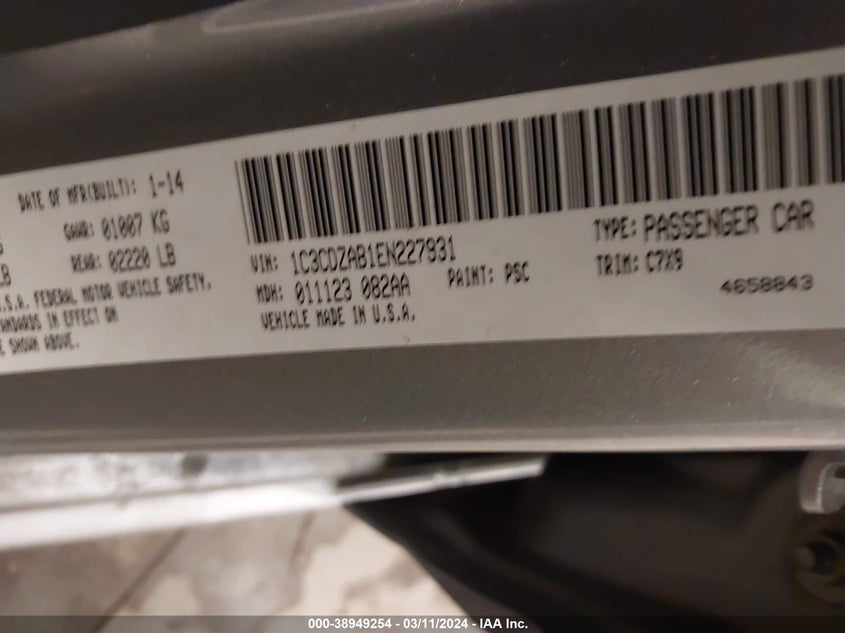 DATE OF MFR(BUILT): 1-14
GAWR: 01007 KG
REAR: 02220 LB
U.S.A. FEDERAL MOTOR VEHICLE SAFETY,
IN EFFECT ON
SHOWN ABOVE.
VIN: 1C3CDZAB1EN227931
TYPE: PASSENGER CAR
MDH: 011123 082AA
PAINT: PSC
TRIM: C7X9
VEHICLE MADE IN U.S.A.
4658843
000-38949254 - 03/11/2024 - IAA Inc.